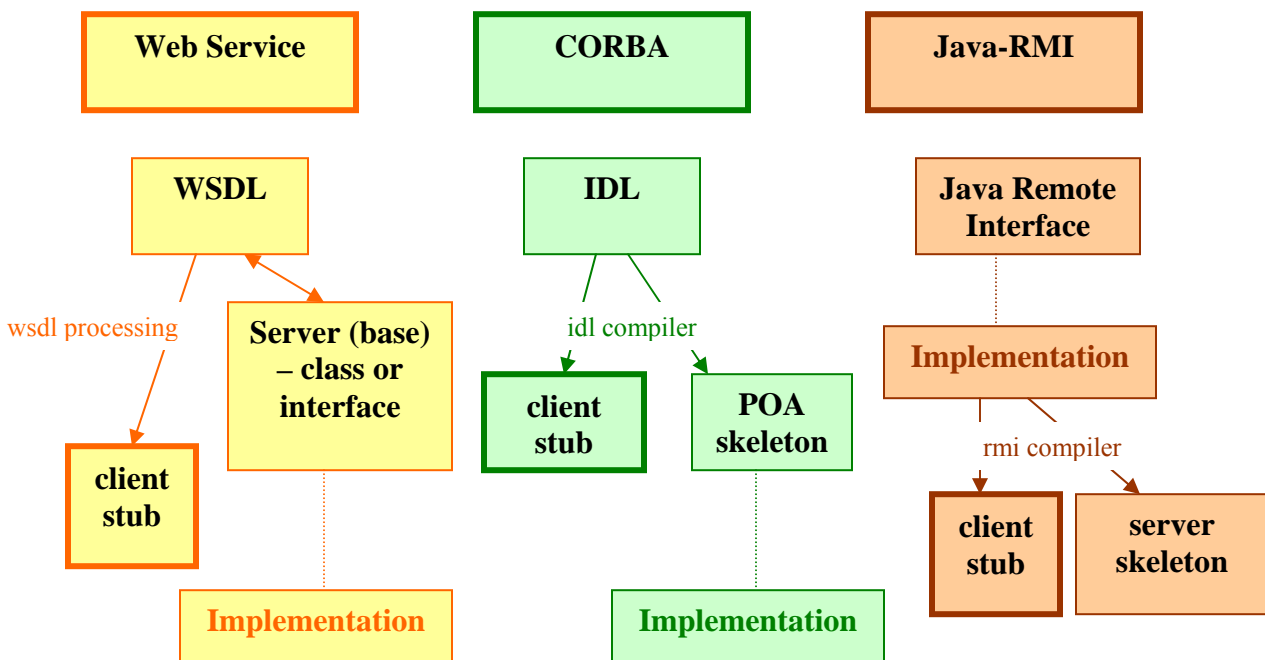 Web Service
CORBA
Java-RMI
WSDL
IDL
Java Remote
Interface
wsdl processing
Server (base)
– class or
interface
idl compiler
Implementation
client
stub
POA
skeleton
rmi compiler
client
stub
client
stub
server
skeleton
Implementation
Implementation